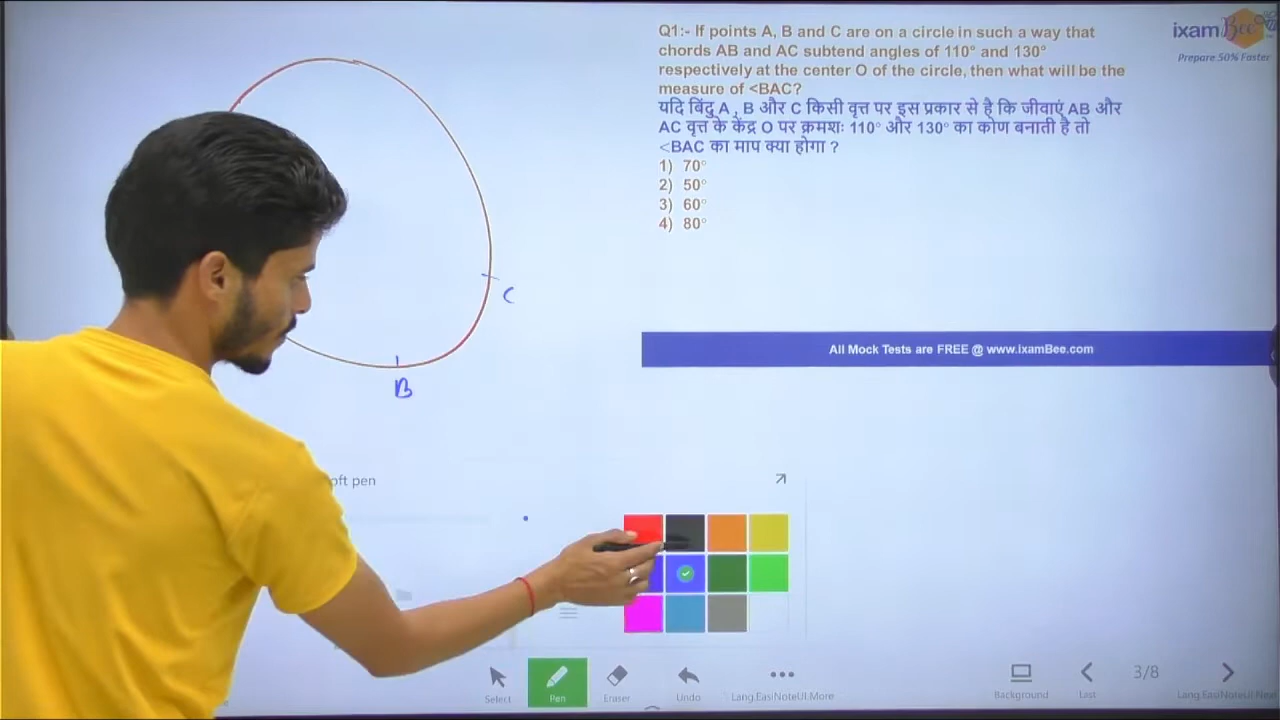 Q1:- If points A, B and C are on a circle in such a way that
chords AB and AC subtend angles of 110° and 130°
respectively at the center O of the circle, then what will be the
measure of <BAC?
यदि बिंदु A , B और C किसी वृत्त पर इस प्रकार से है कि जीवाएं AB और
AC वृत्त के केंद्र O पर क्रमशः 110° और 130° का कोण बनाती है तो
<BAC का माप क्या होगा ?
1) 70°
2) 50°
3) 60°
4) 80°
ixamBee
Prepare 50% Faster
C
B
All Mock Tests are FREE @ www.ixamBee.com
oft pen
Select
Pen
Eraser
Undo
Lang.EasiNoteUI.More
Background
Last
3/8
Lang.EasiNoteUI.Next